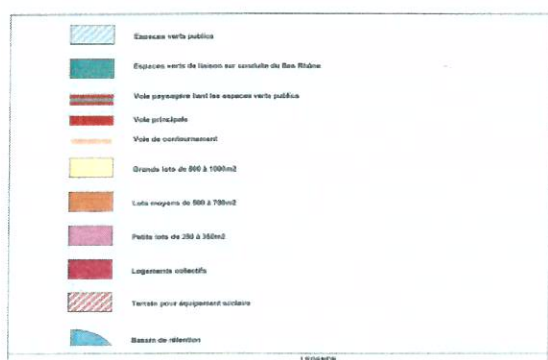 Espaces verts publics
Espaces verts de liaison sur conduite du Bas Rhône
Voie paysagère liant les espaces verts publics
Voie principale
Voie de contournement
Grands lots de 800 à 1000m2
Lots moyens de 500 à 700m2
Petits lots de 250 à 350m2
Logements collectifs
Terrain pour équipement scolaire
Bassin de rétention
LEGENDE